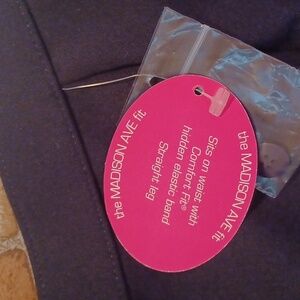 the MADISON AVE fit
Sits on waist with
Comfort Fit®
hidden elastic band
Straight leg
the MADISON AVE fit